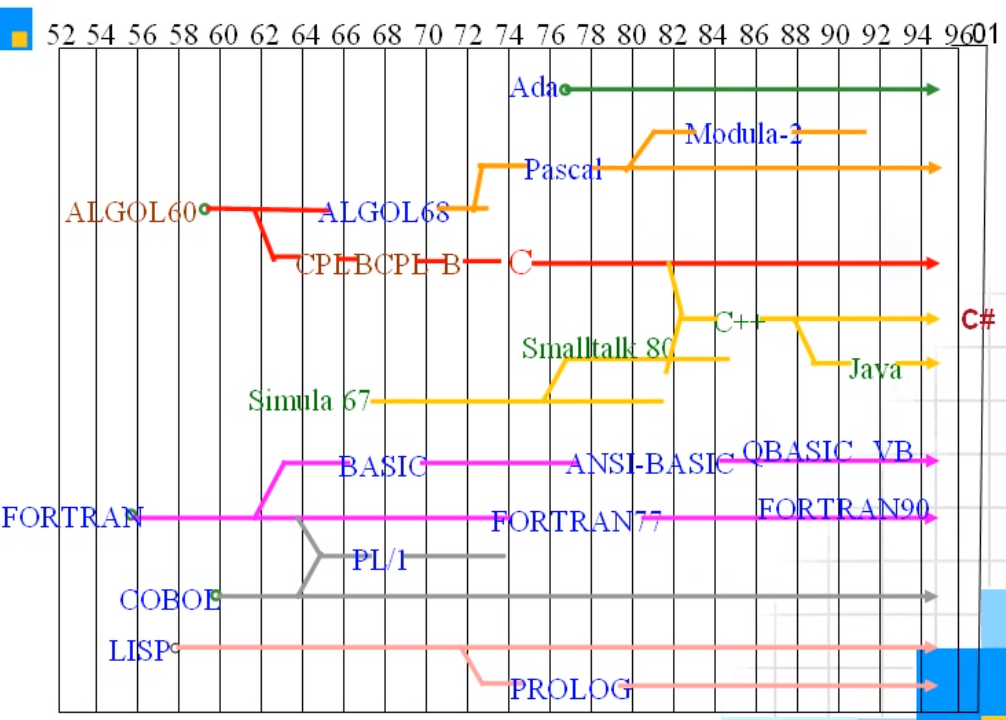 52 54 56 58 60 62 64 66 68 70 72 74 76 78 80 82 84 86 88 90 92 94 96 01
Ada
Modula-2
Pascal
ALGOL60 ALGOL68
CPL BCPL B C
C++ C#
Smalltalk 80
Java
Simula 67
BASIC ANSI-BASIC QBASIC VB
FORTRAN FORTRAN77 FORTRAN90
PL/1
COBOL
LISP
PROLOG